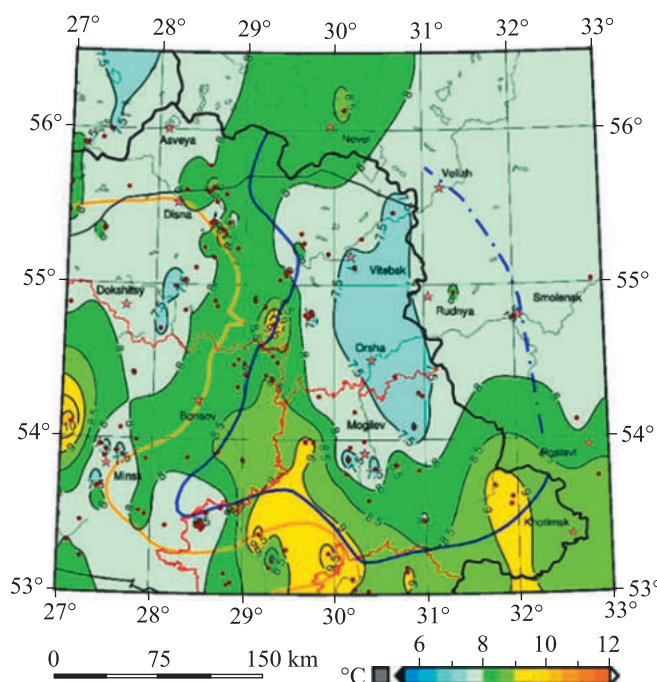 27° 28° 29° 30° 31° 32° 33°
56° 56°
Asveya
Nevel
Velizh
Disna
55° 55°
Vitebsk
Dokshitsy
Rudnya
Smolensk
Orsha
Borisov
Mogilev
54° 54°
Roslavl
Minsk
Khotimsk
53° 53°
27° 28° 29° 30° 31° 32° 33°
0 75 150 km
°C 6 8 10 12